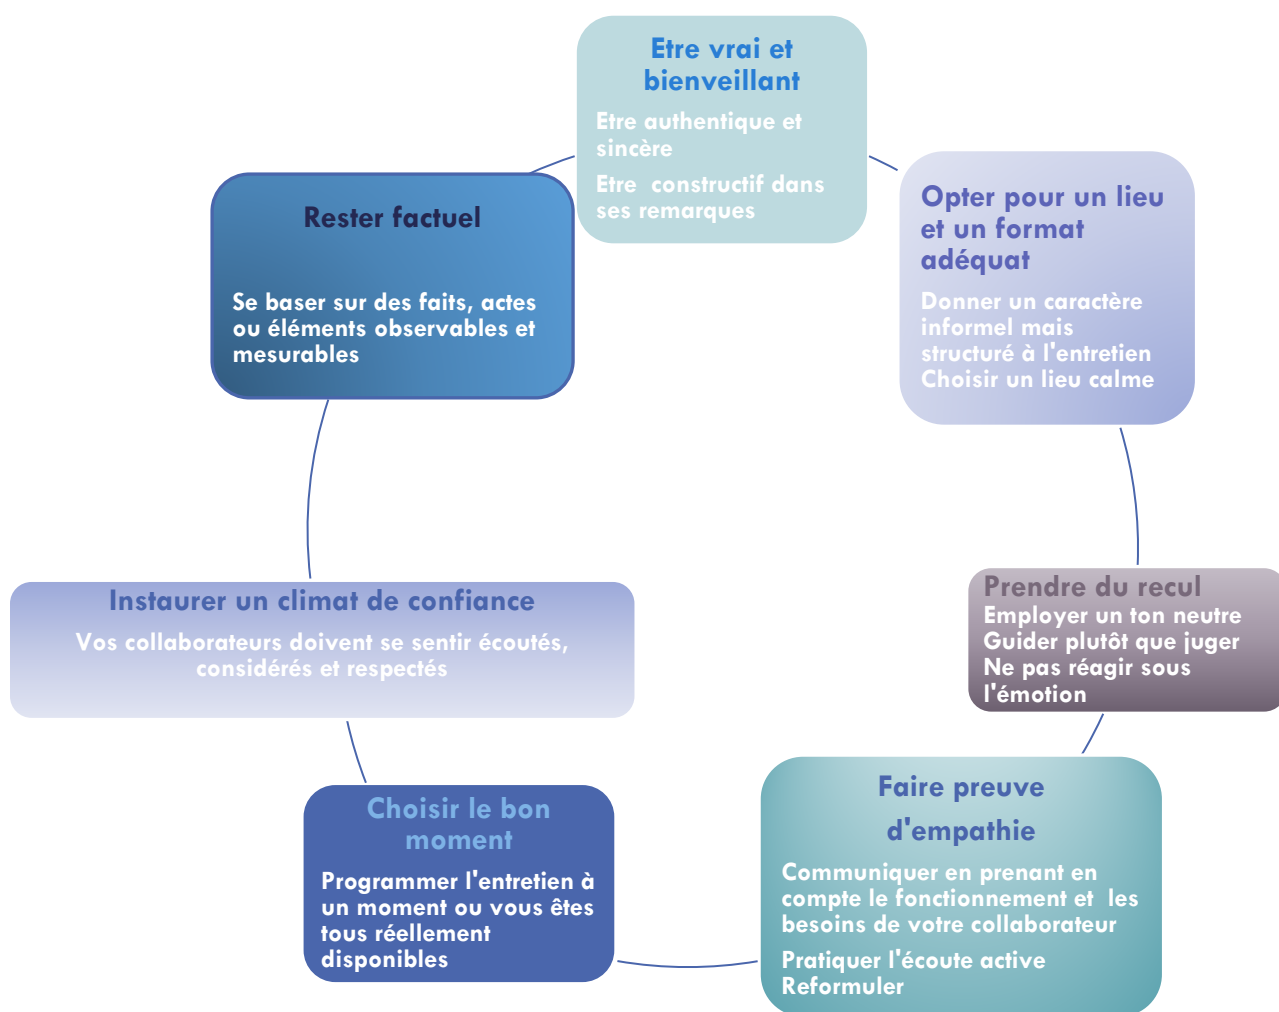 Etre vrai et
bienveillant
Etre authentique et
sincère
Etre  constructif dans
ses remarques
Opter pour un lieu
et un format
adéquat
Donner un caractère
informel mais
structuré à l'entretien
Choisir un lieu calme
Prendre du recul
Employer un ton neutre
Guider plutôt que juger
Ne pas réagir sous
l'émotion
Faire preuve
d'empathie
Communiquer en prenant en
compte le fonctionnement et  les
besoins de votre collaborateur
Pratiquer l'écoute active
Reformuler
Choisir le bon
moment
Programmer l'entretien à
un moment ou vous êtes
tous réellement
disponibles
Instaurer un climat de confiance
Vos collaborateurs doivent se sentir écoutés,
considérés et respectés
Rester factuel
Se baser sur des faits, actes
ou éléments observables et
mesurables